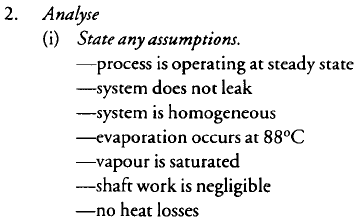 2. Analyse
(i) State any assumptions.
—process is operating at steady state
—system does not leak
—system is homogeneous
—evaporation occurs at 88°C
—vapour is saturated
—shaft work is negligible
—no heat losses